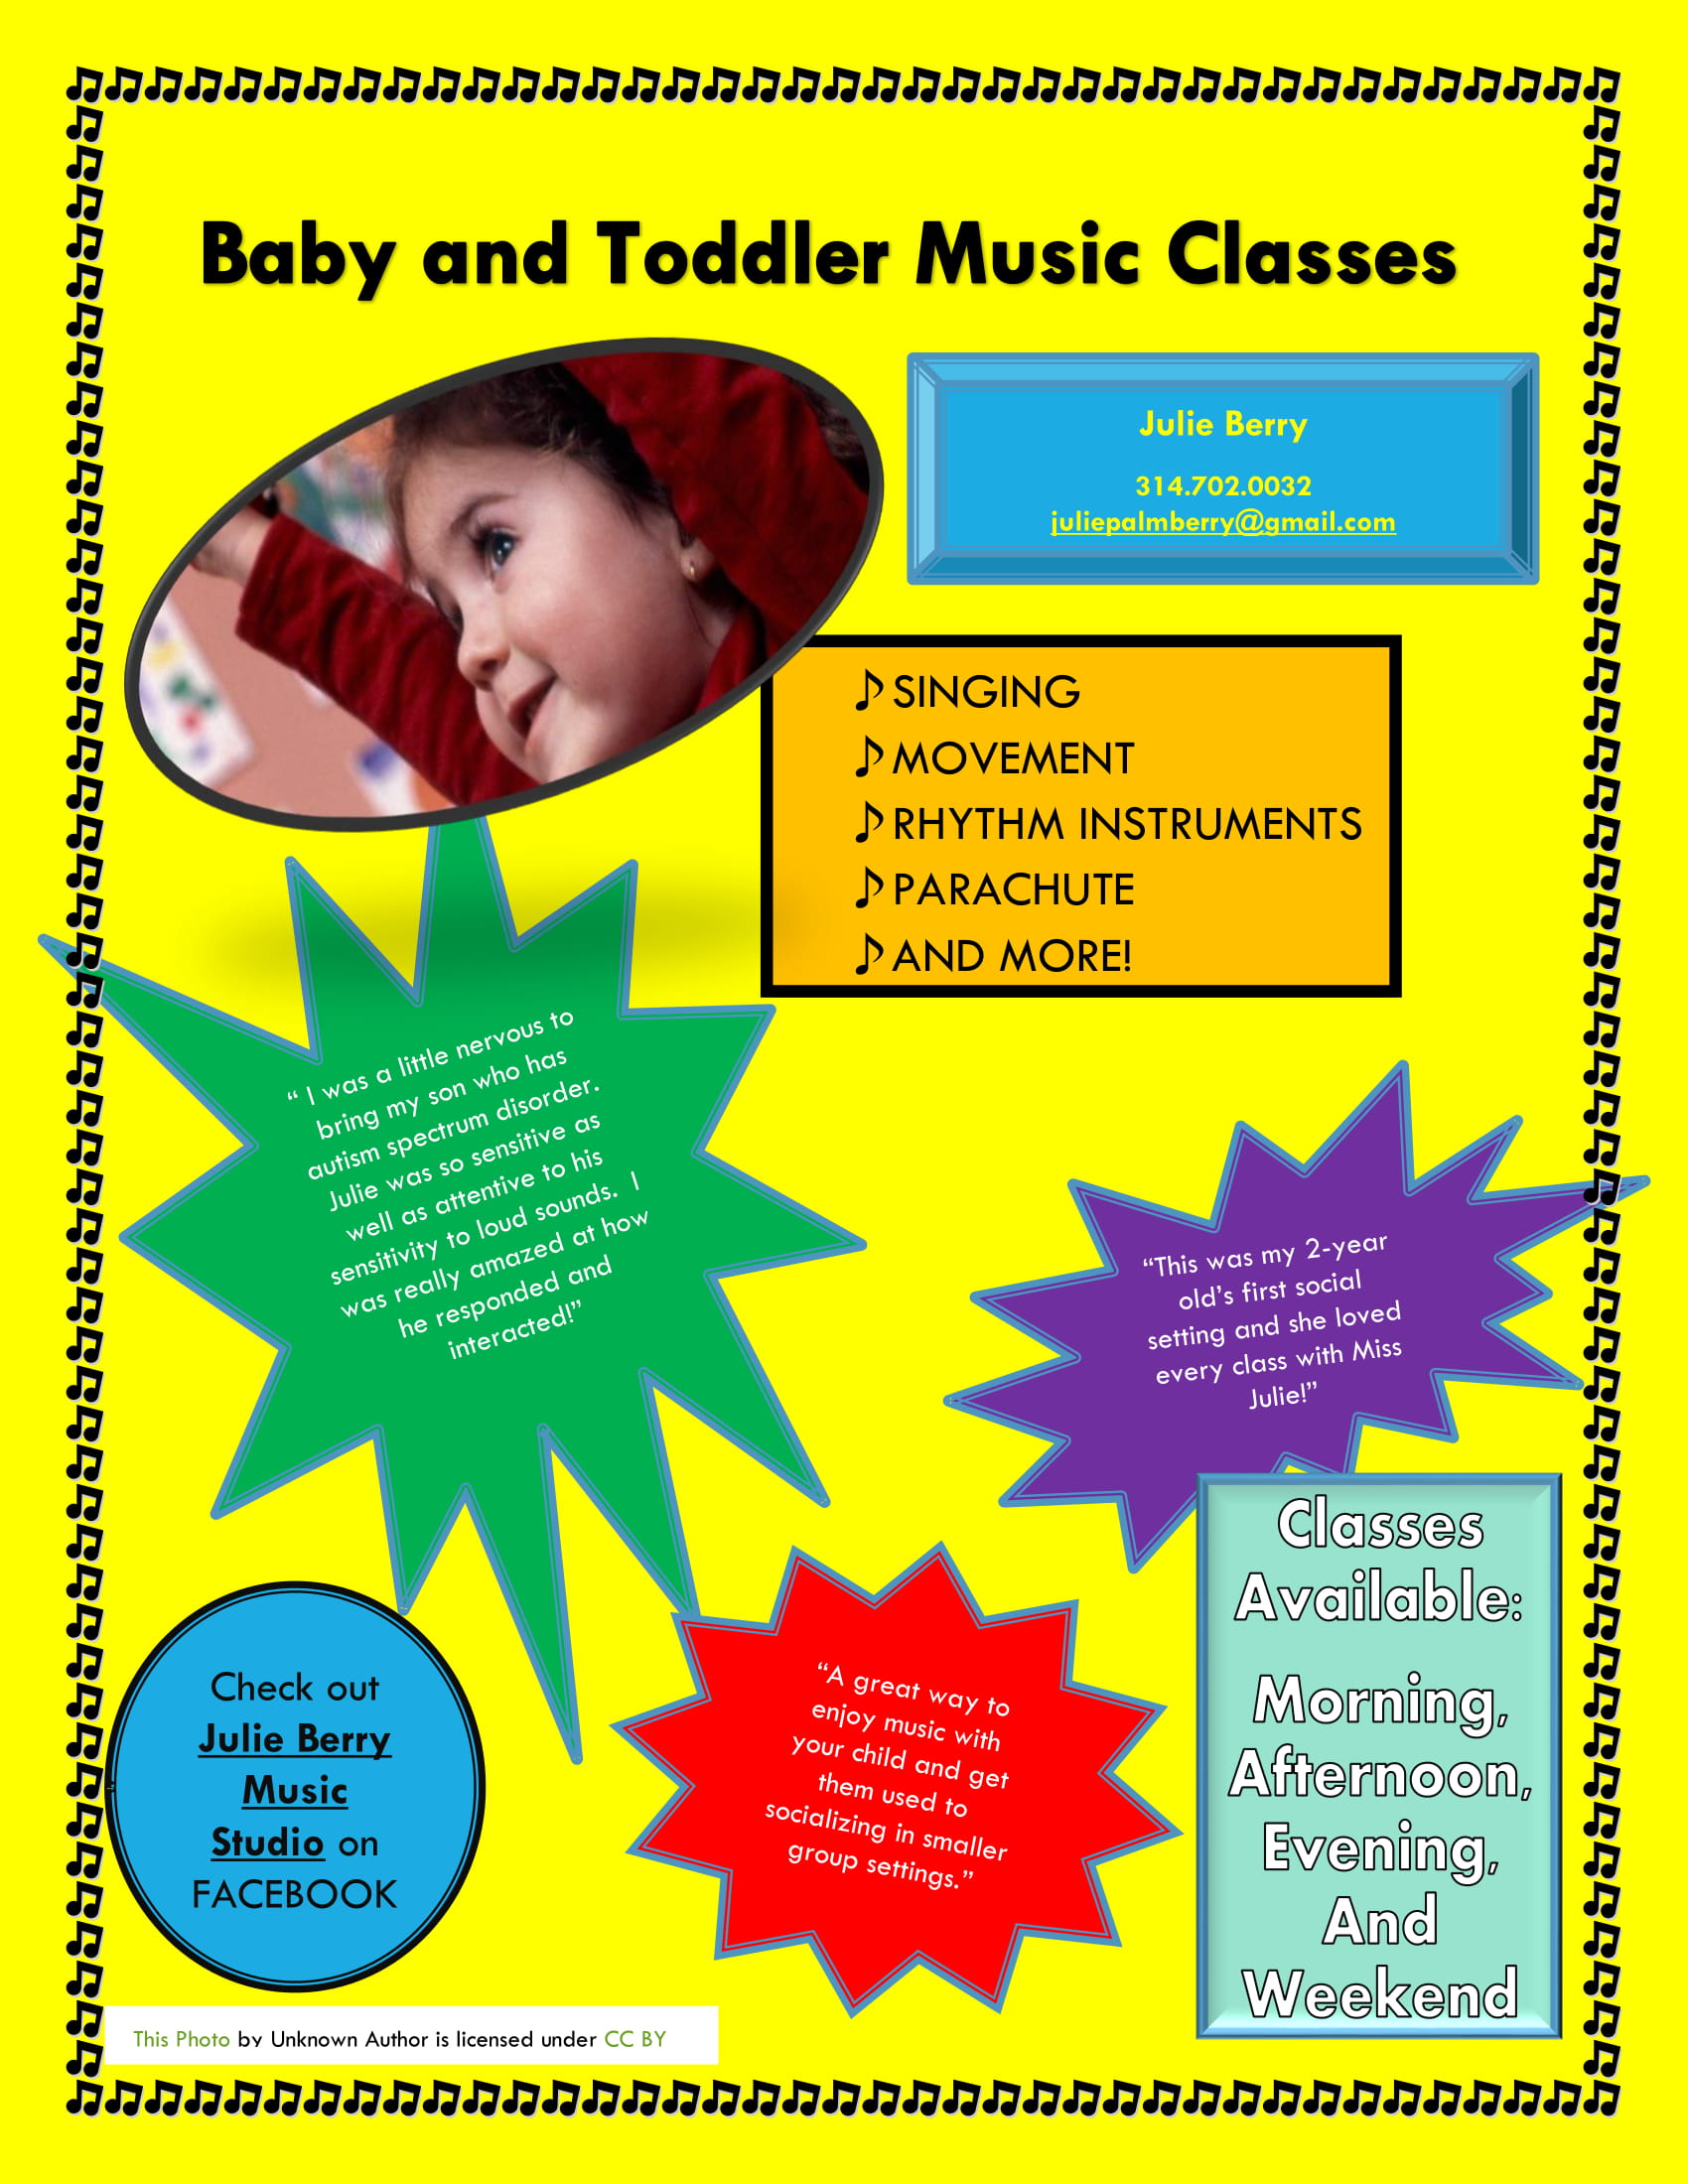 Baby and Toddler Music Classes
Julie Berry
314.702.0032
juliepalmberry@gmail.com
♪SINGING
♪MOVEMENT
♪RHYTHM INSTRUMENTS
♪PARACHUTE
♪AND MORE!
“ I was a little nervous to
bring my son who has
autism spectrum disorder.
Julie was so sensitive as
well as attentive to his
sensitivity to loud sounds.  I
was really amazed at how
he responded and
interacted!”
“This was my 2-year
old’s first social
setting and she loved
every class with Miss
Julie!”
“A great way to
enjoy music with
your child and get
them used to
socializing in smaller
group settings.”
Classes
Available:
Morning,
Afternoon,
Evening,
And
Weekend
Check out
Julie Berry
Music
Studio on
FACEBOOK
This Photo by Unknown Author is licensed under CC BY